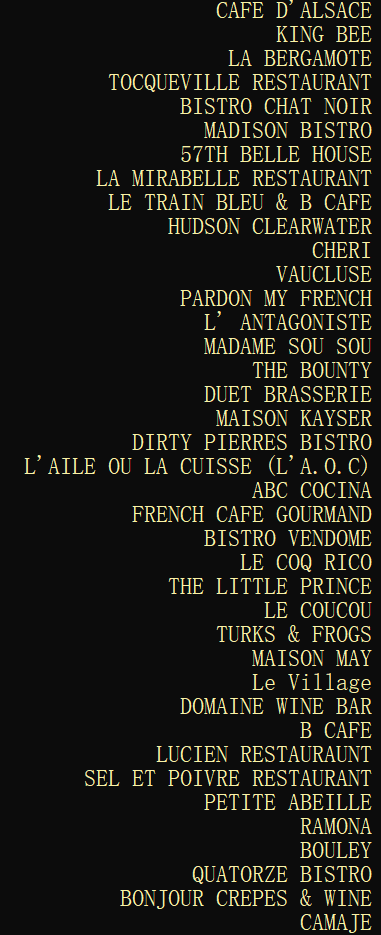 CAFE D'ALSACE
KING BEE
LA BERGAMOTE
TOCQUEVILLE RESTAURANT
BISTRO CHAT NOIR
MADISON BISTRO
57TH BELLE HOUSE
LA MIRABELLE RESTAURANT
LE TRAIN BLEU & B CAFE
HUDSON CLEARWATER
CHERI
VAUCLUSE
PARDON MY FRENCH
L' ANTAGONISTE
MADAME SOU SOU
THE BOUNTY
DUET BRASSERIE
MAISON KAYSER
DIRTY PIERRES BISTRO
L'AILE OU LA CUISSE (L'A.O.C)
ABC COCINA
FRENCH CAFE GOURMAND
BISTRO VENDOME
LE COQ RICO
THE LITTLE PRINCE
LE COUCOU
TURKS & FROGS
MAISON MAY
Le Village
DOMAINE WINE BAR
B CAFE
LUCIEN RESTAURAUNT
SEL ET POIVRE RESTAURANT
PETITE ABEILLE
RAMONA
BOULEY
QUATORZE BISTRO
BONJOUR CREPES & WINE
CAMAJE